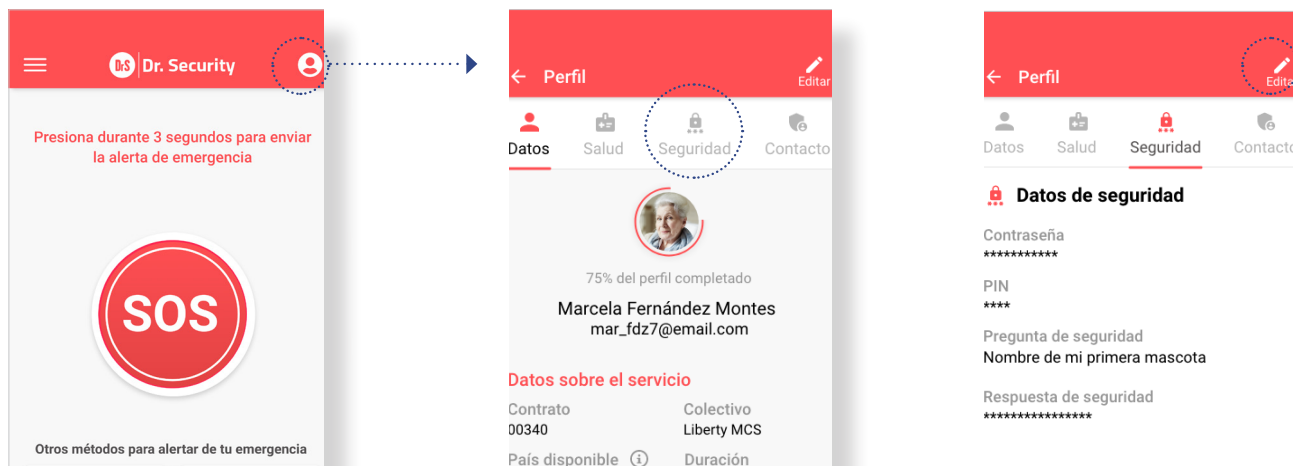 DrS Dr. Security
Presiona durante 3 segundos para enviar
la alerta de emergencia
SOS
Otros métodos para alertar de tu emergencia
Perfil
Editar
Datos Salud Seguridad Contacto
75% del perfil completado
Marcela Fernández Montes
mar_fdz7@email.com
Datos sobre el servicio
Contrato Colectivo
00340 Liberty MCS
País disponible Duración
Perfil
Edita
Datos Salud Seguridad Contacto
Datos de seguridad
Contraseña
***********
PIN
****
Pregunta de seguridad
Nombre de mi primera mascota
Respuesta de seguridad
****************